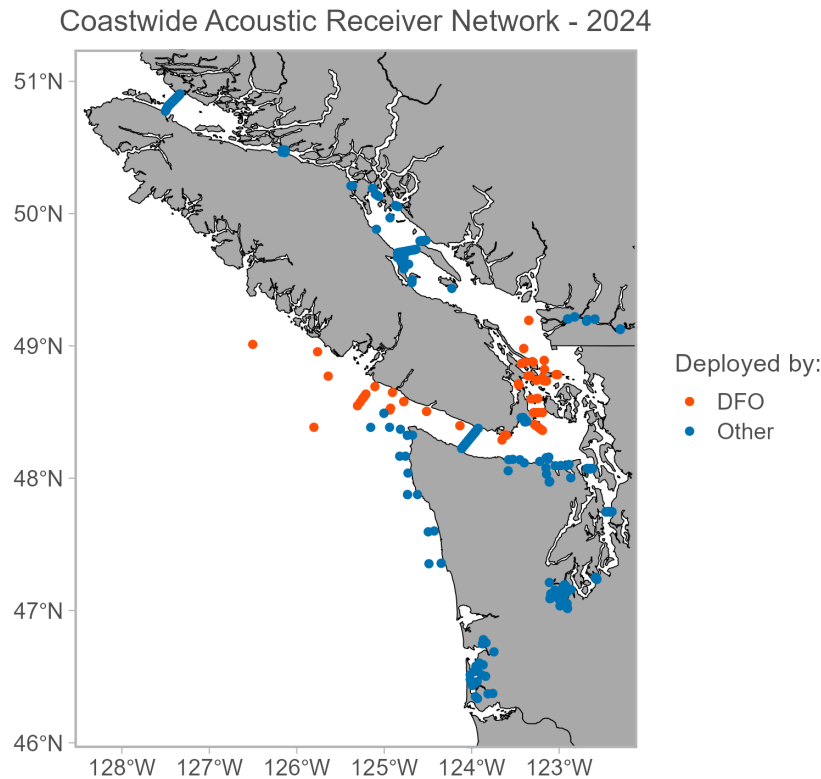 Coastwide Acoustic Receiver Network - 2024
51°N
50°N
49°N
48°N
47°N
46°N
128°W 127°W 126°W 125°W 124°W 123°W
Deployed by:
DFO
Other